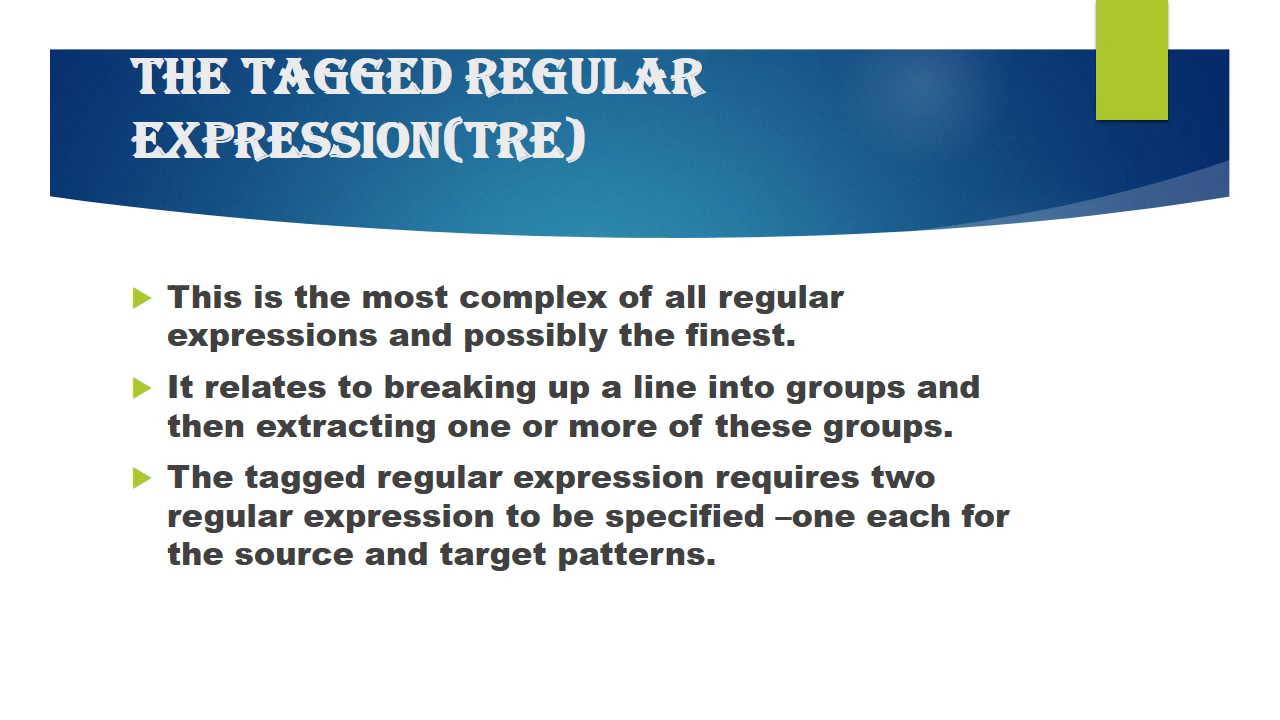 THE TAGGED REGULAR
EXPRESSION(TRE)
This is the most complex of all regular
expressions and possibly the finest.
It relates to breaking up a line into groups and
then extracting one or more of these groups.
The tagged regular expression requires two
regular expression to be specified –one each for
the source and target patterns.